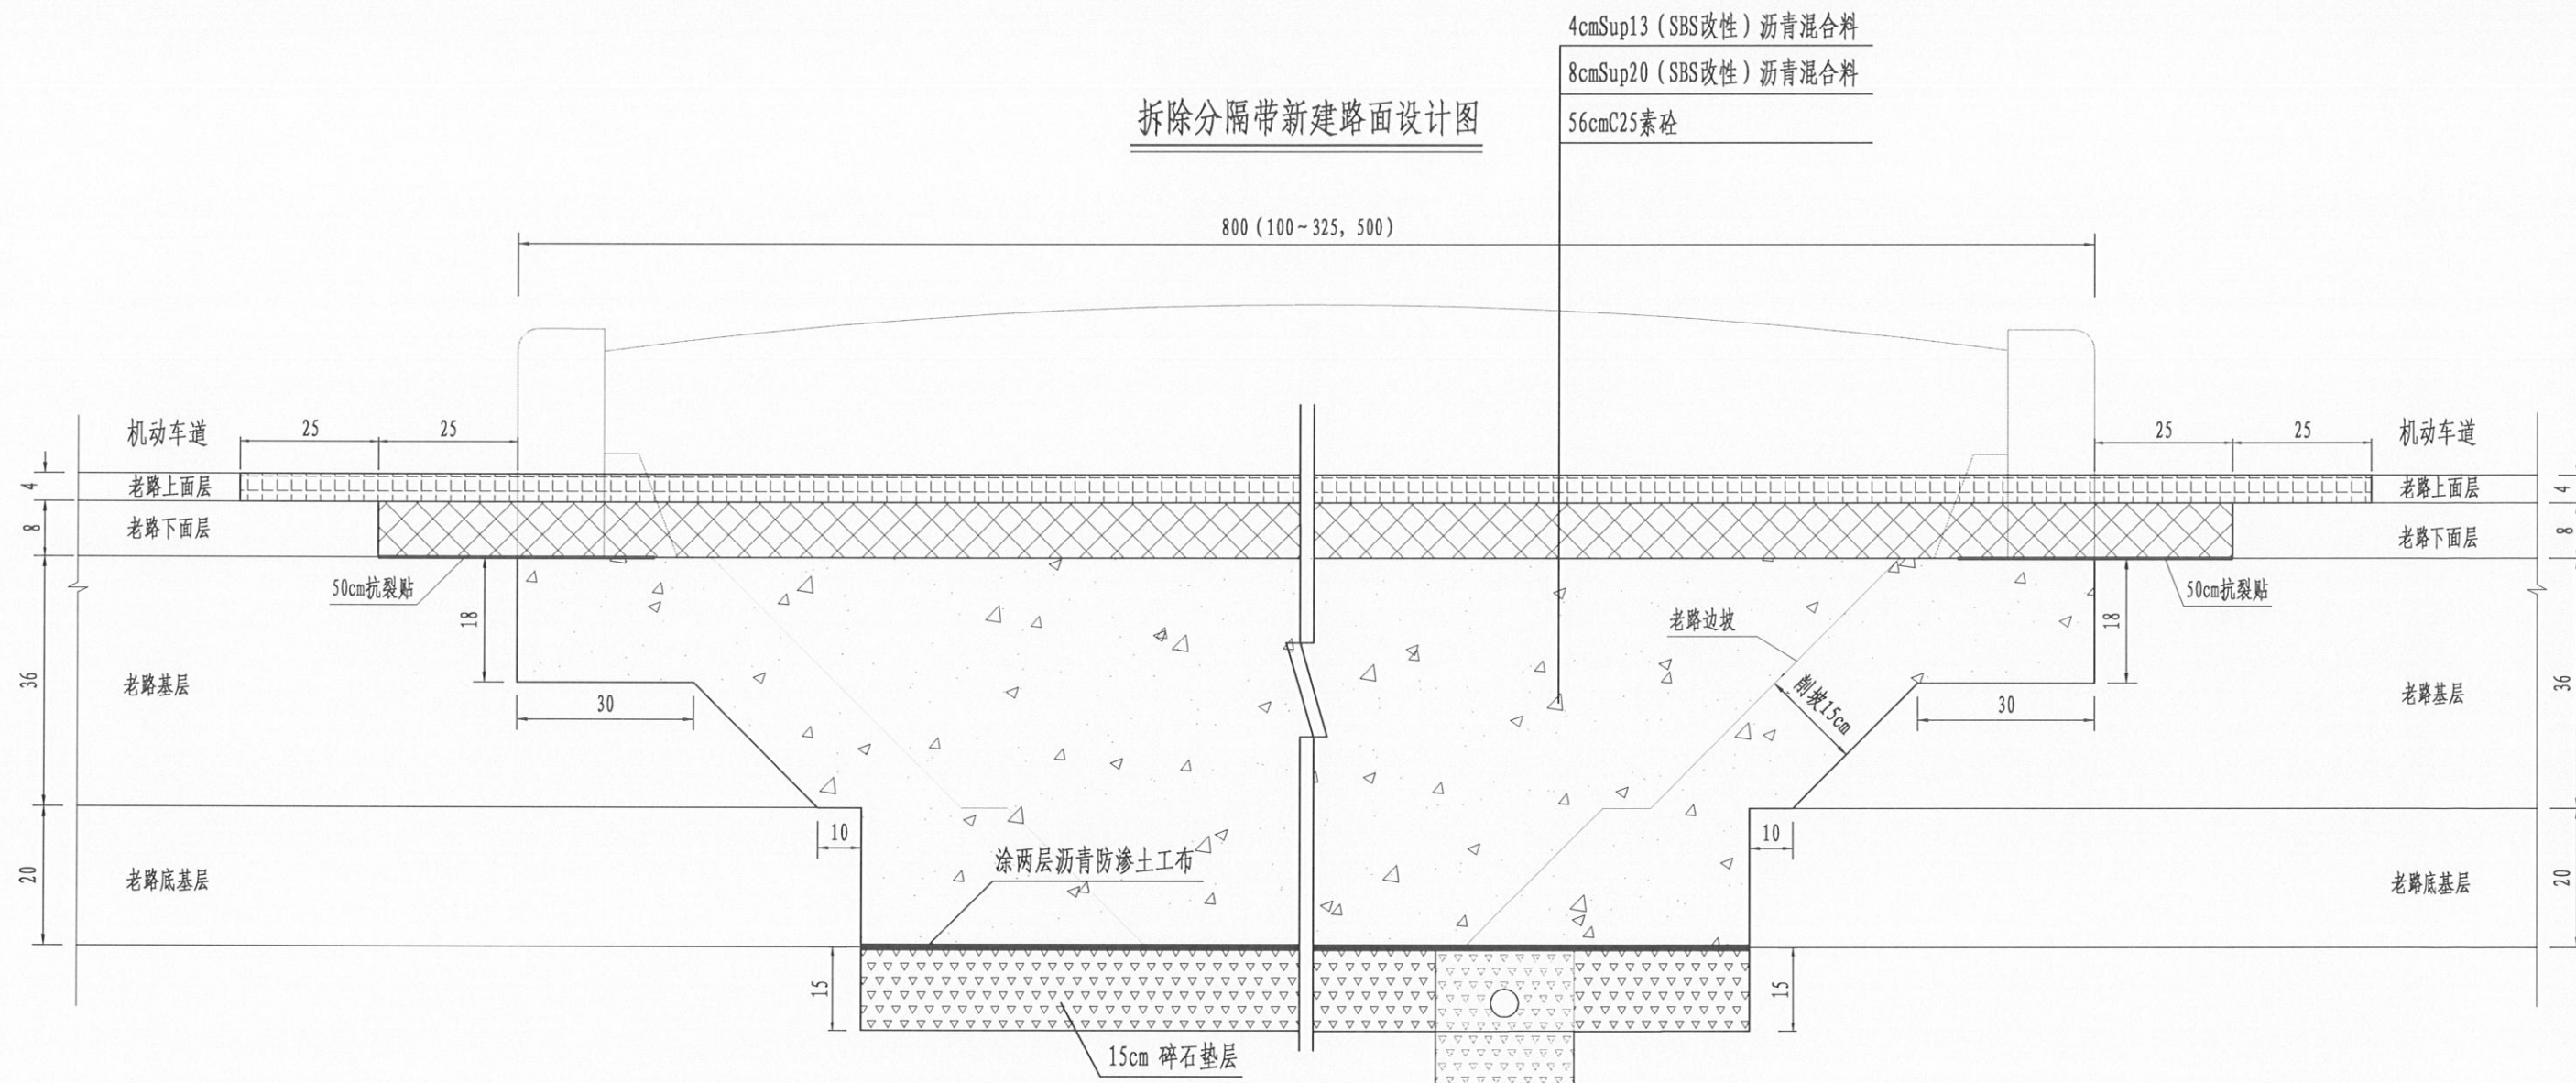 4cmSup13（SBS改性）沥青混合料
8cmSup20（SBS改性）沥青混合料
56cmC25素砼
拆除分隔带新建路面设计图
800（100~325, 500）
机动车道
25
25
25
25
机动车道
4
老路上面层
老路上面层
4
8
老路下面层
老路下面层
8
50cm抗裂贴
50cm抗裂贴
18
老路边坡
18
36
老路基层
30
削坡15cm
30
老路基层
36
10
10
涂两层沥青防渗土工布
20
老路底基层
老路底基层
20
15
15
15cm 碎石垫层